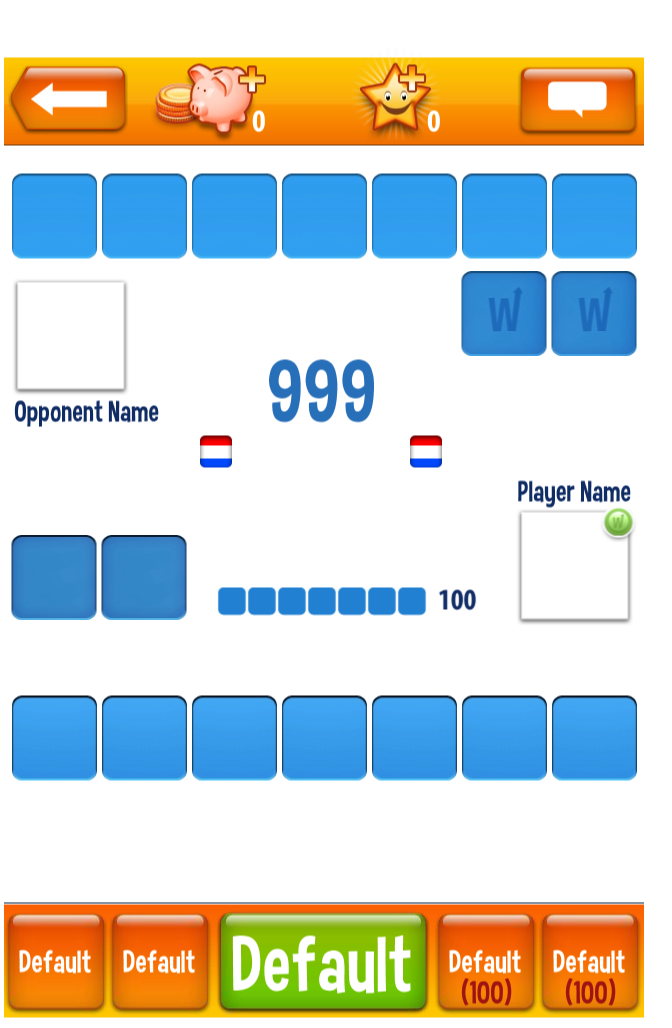 0
0
W W
999
Opponent Name
Player Name
W
100
Default
Default
Default
Default
(100)
Default
(100)